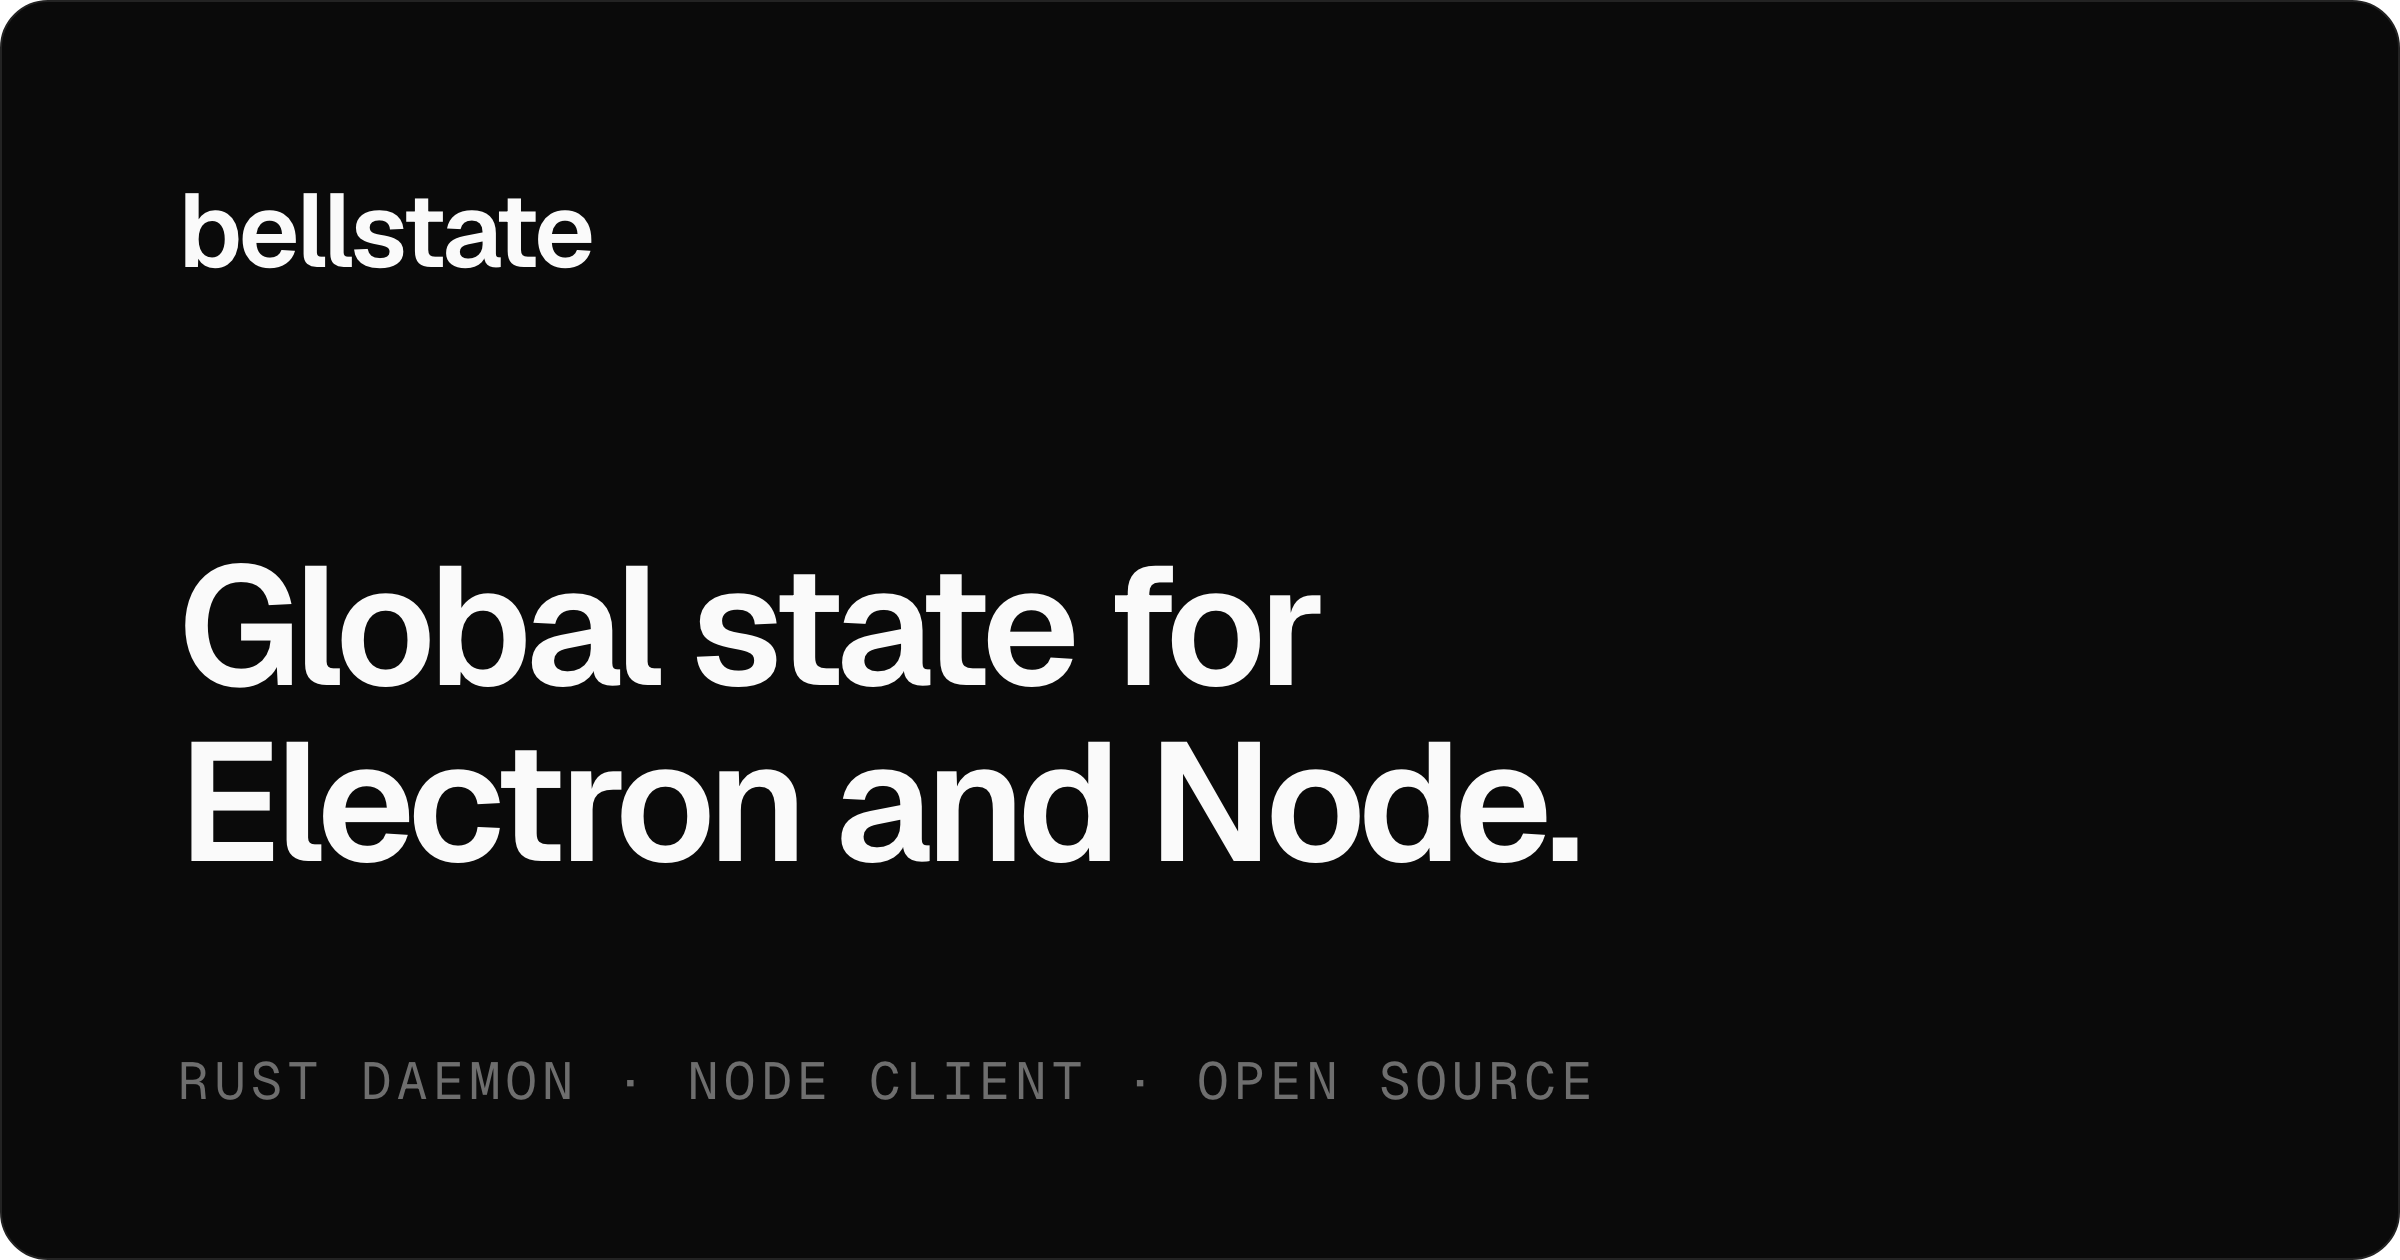 bellstate
Global state for
Electron and Node.
RUST DAEMON · NODE CLIENT · OPEN SOURCE